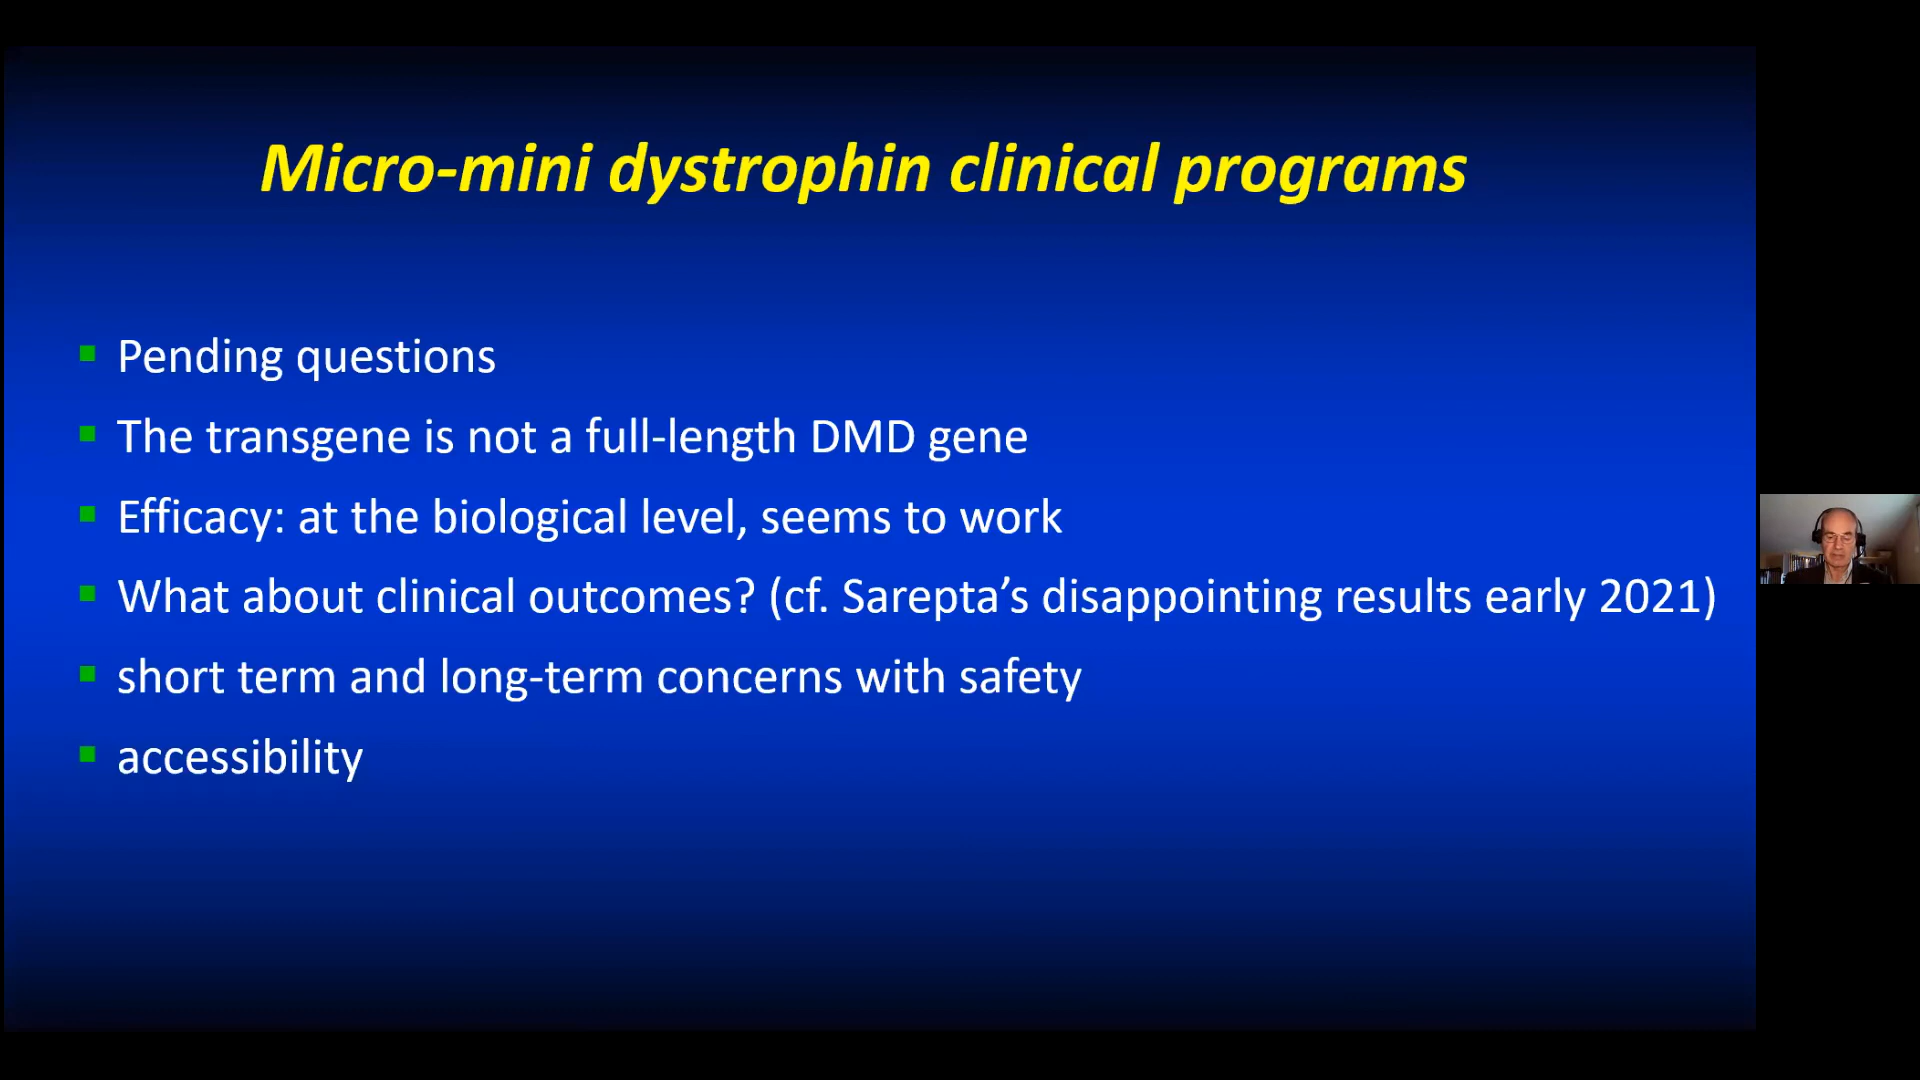 Micro-mini dystrophin clinical programs
Pending questions
The transgene is not a full-length DMD gene
Efficacy: at the biological level, seems to work
What about clinical outcomes? (cf. Sarepta’s disappointing results early 2021)
short term and long-term concerns with safety
accessibility